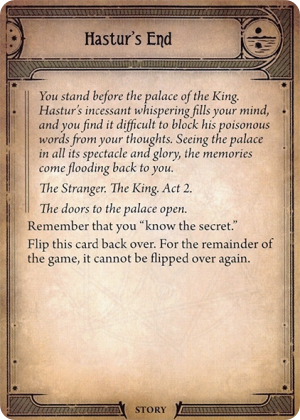 Hastur's End
You stand before the palace of the King.
Hastur's incessant whispering fills your mind,
and you find it difficult to block his poisonous
words from your thoughts. Seeing the palace
in all its spectacle and glory, the memories
come flooding back to you.
The Stranger. The King. Act 2.
The doors to the palace open.
Remember that you “know the secret.”
Flip this card back over. For the remainder of
the game, it cannot be flipped over again.
STORY